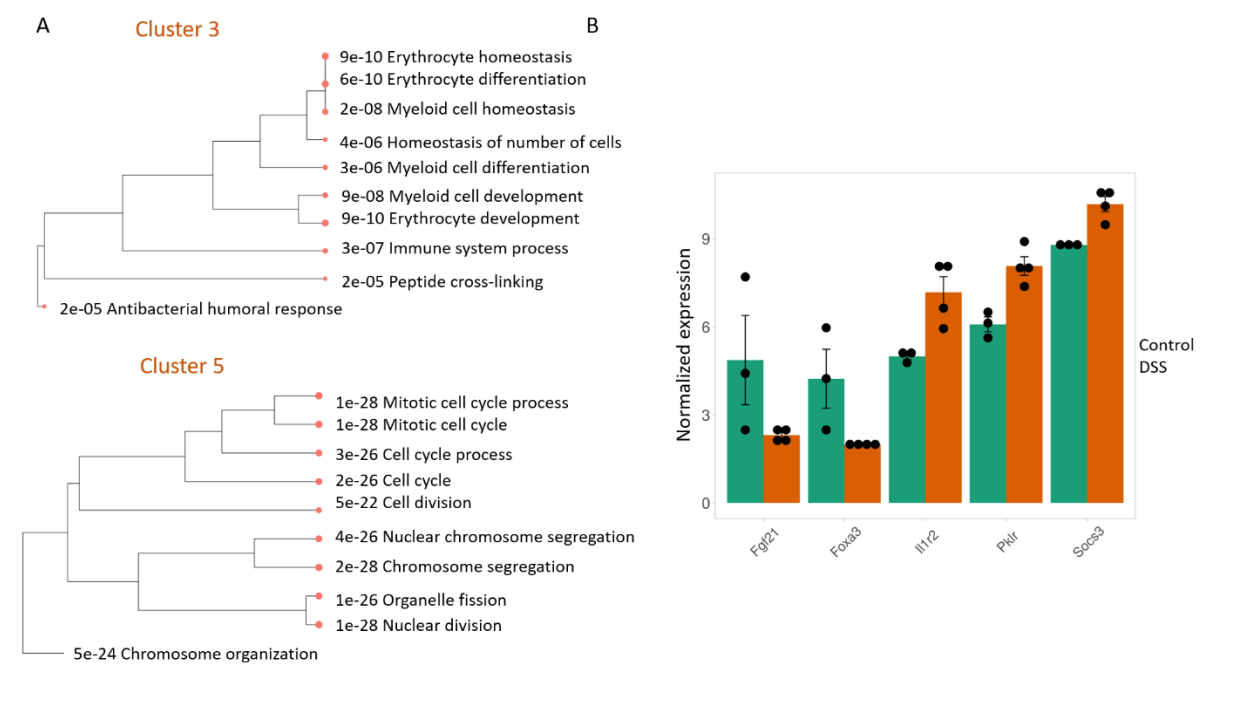 A
Cluster 3
9e-10 Erythrocyte homeostasis
6e-10 Erythrocyte differentiation
2e-08 Myeloid cell homeostasis
4e-06 Homeostasis of number of cells
3e-06 Myeloid cell differentiation
9e-08 Myeloid cell development
9e-10 Erythrocyte development
3e-07 Immune system process
2e-05 Peptide cross-linking
2e-05 Antibacterial humoral response
Cluster 5
1e-28 Mitotic cell cycle process
1e-28 Mitotic cell cycle
3e-26 Cell cycle process
2e-26 Cell cycle
5e-22 Cell division
4e-26 Nuclear chromosome segregation
2e-28 Chromosome segregation
1e-26 Organelle fission
1e-28 Nuclear division
5e-24 Chromosome organization
B
Normalized expression
9
6
3
0
Fgf21
Foxa3
Il1r2
Pklr
Socs3
Control
DSS